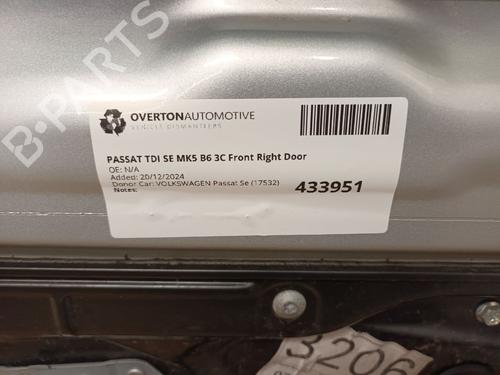 B-PARTS
OVERTONAUTOMOTIVE
VEHICLE DISMANTLERS
PASSAT TDI SE MK5 B6 3C Front Right Door
OE: N/A
Added: 20/12/2024
Donor Car: VOLKSWAGEN Passat Se (17532)
Notes:
433951
3206